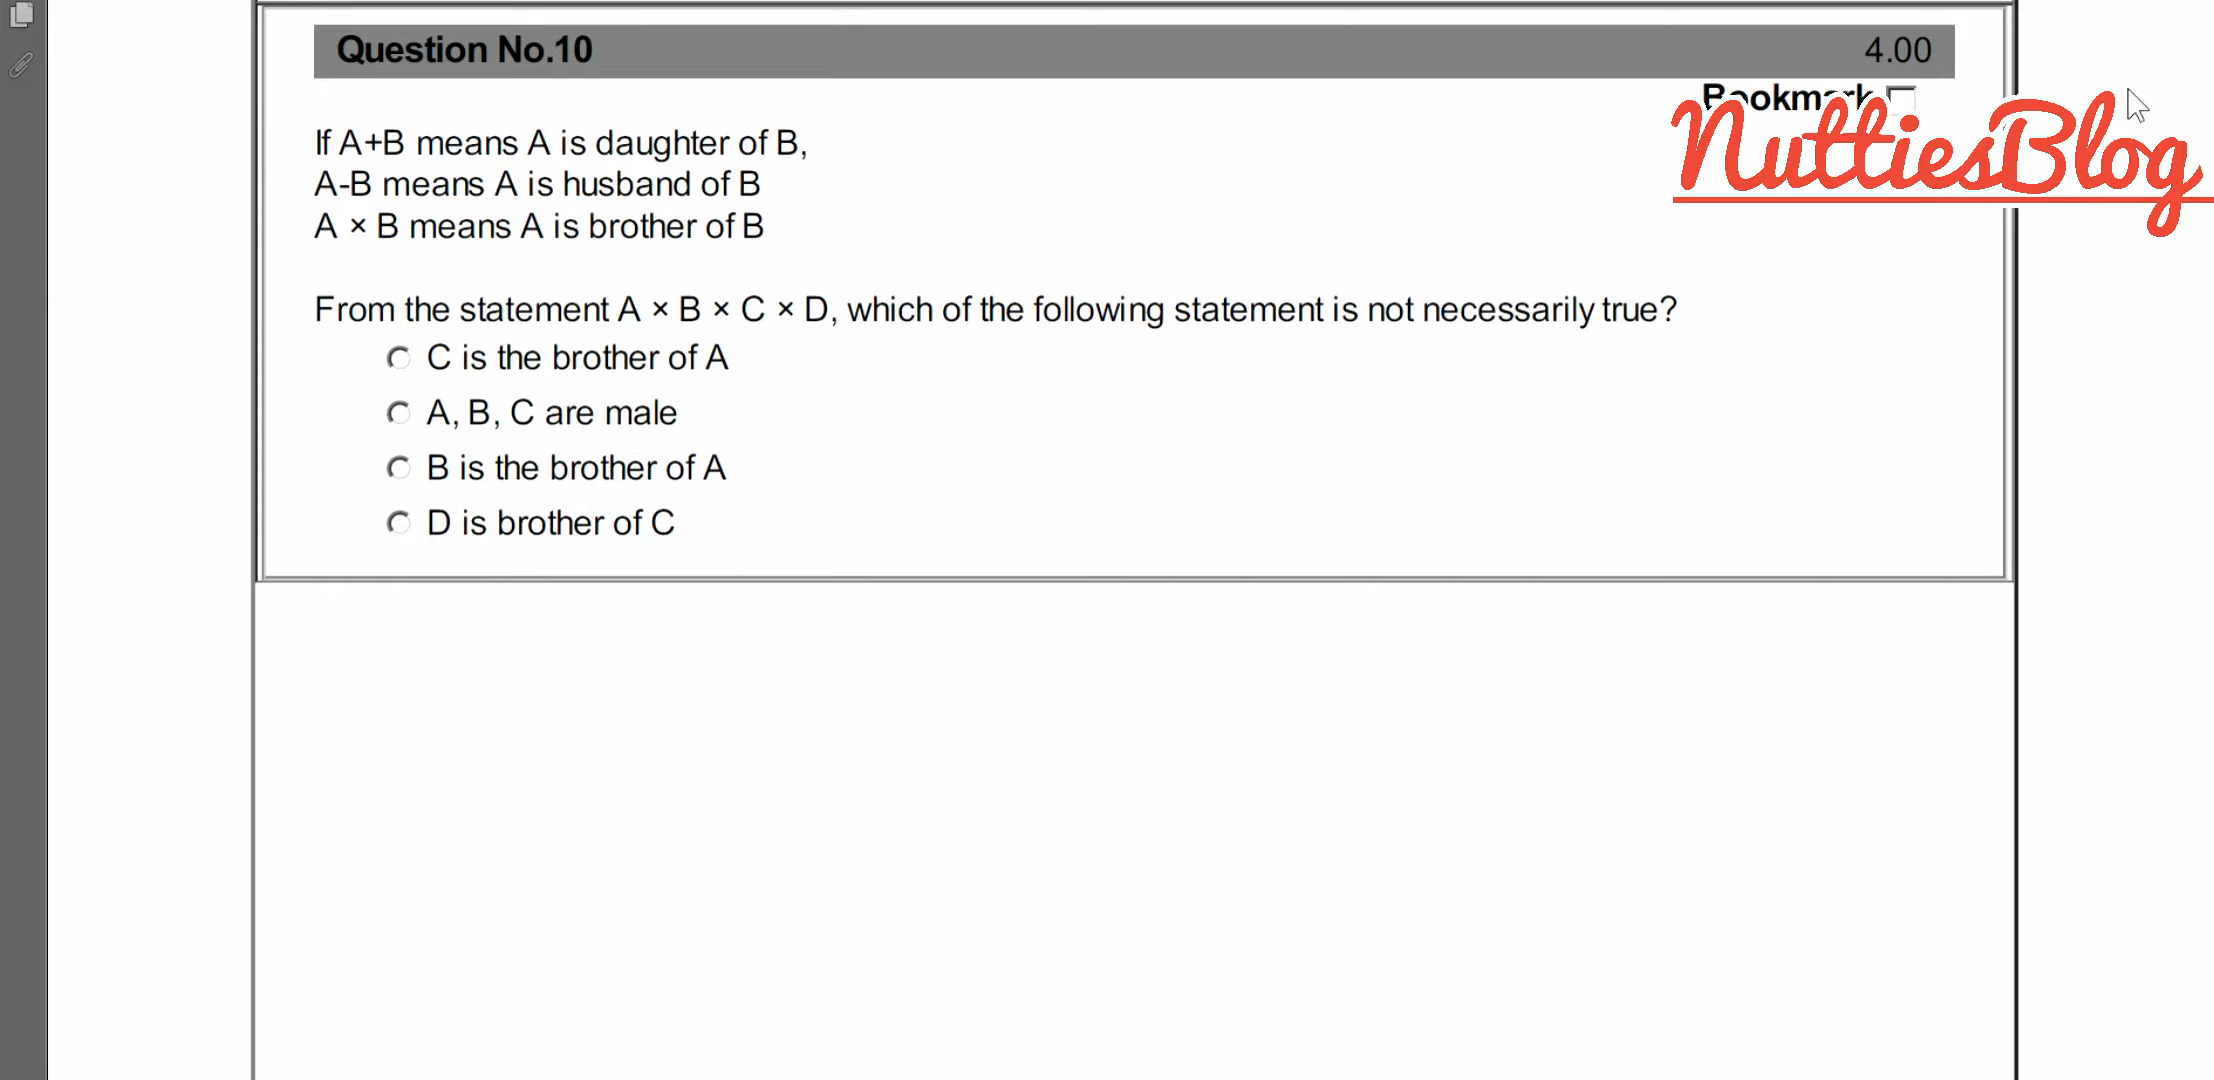 Question No.10 4.00
Bookmark
NuttiesBlog
If A+B means A is daughter of B,
A-B means A is husband of B
A × B means A is brother of B
From the statement A × B × C × D, which of the following statement is not necessarily true?
C is the brother of A
A, B, C are male
B is the brother of A
D is brother of C